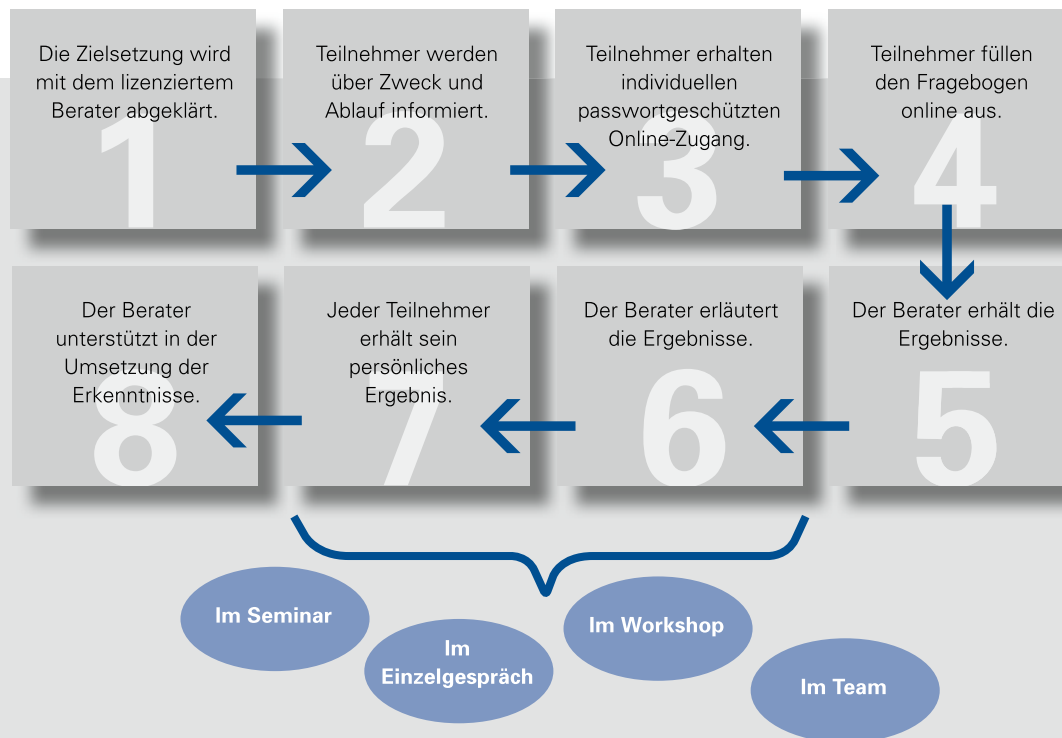 Die Zielsetzung wird
mit dem lizenziertem
Berater abgeklärt.
1
Teilnehmer werden
über Zweck und
Ablauf informiert.
2
Teilnehmer erhalten
individuellen
passwortgeschützten
Online-Zugang.
3
Teilnehmer füllen
den Fragebogen
online aus.
4
Der Berater erhält die
Ergebnisse.
5
Der Berater erläutert
die Ergebnisse.
6
Jeder Teilnehmer
erhält sein
persönliches
Ergebnis.
7
Der Berater
unterstützt in der
Umsetzung der
Erkenntnisse.
8
Im Seminar
Im
Einzelgespräch
Im Workshop
Im Team